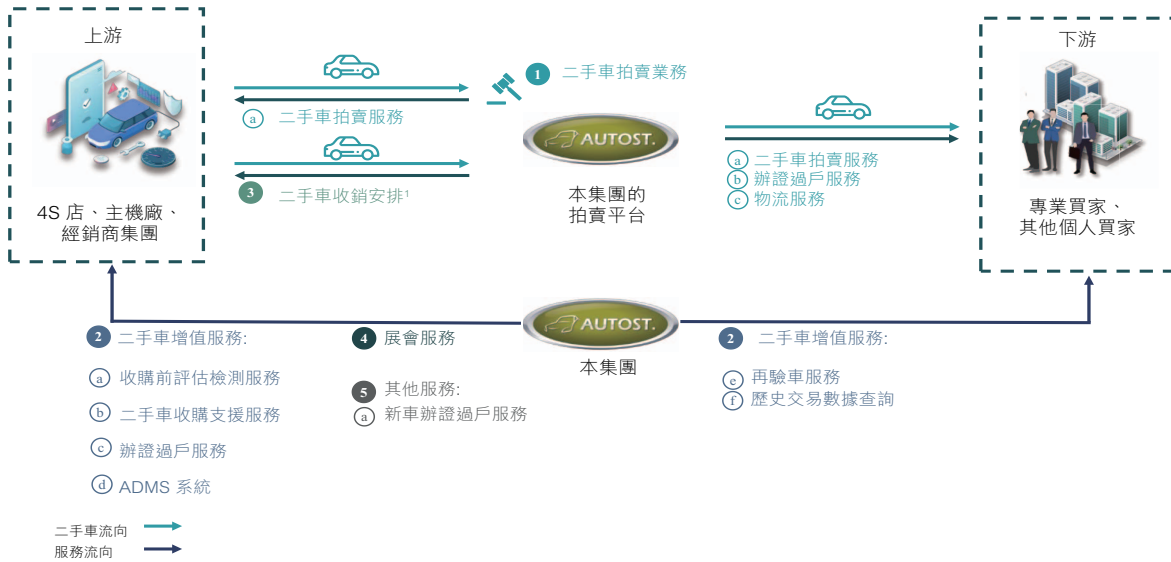 上游
4S 店、主機廠、
經銷商集團
a 二手車拍賣服務
3 二手車收銷安排¹
1 二手車拍賣業務
AUTOST.
本集團的
拍賣平台
a 二手車拍賣服務
b 辦證過戶服務
c 物流服務
下游
專業買家、
其他個人買家
AUTOST.
本集團
2 二手車增值服務:
a 收購前評估檢測服務
b 二手車收購支援服務
c 辦證過戶服務
d ADMS 系統
4 展會服務
5 其他服務:
a 新車辦證過戶服務
2 二手車增值服務:
e 再驗車服務
f 歷史交易數據查詢
二手車流向
服務流向